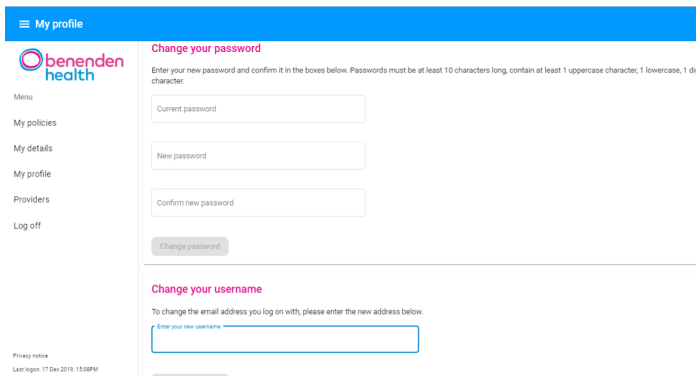 My profile
benenden
health
Menu
My policies
My details
My profile
Providers
Log off
Privacy notice
Last logon: 17 Dec 2019, 15:08PM
Change your password
Enter your new password and confirm it in the boxes below. Passwords must be at least 10 characters long, contain at least 1 uppercase character, 1 lowercase, 1 di
character.
Current password
New password
Confirm new password
Change password
Change your username
To change the email address you log on with, please enter the new address below.
Enter your new username